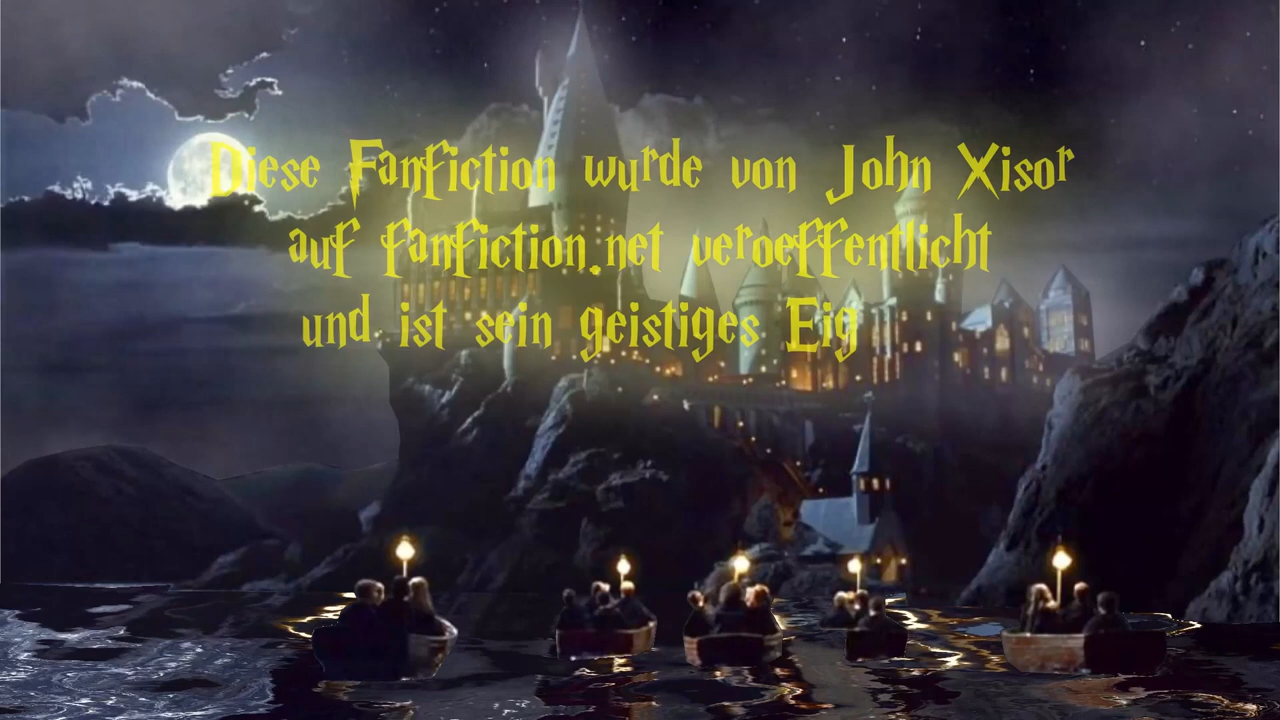 Diese Fanfiction wurde von John Xisor
auf fanfiction.net veroeffentlicht
und ist sein geistiges Eig